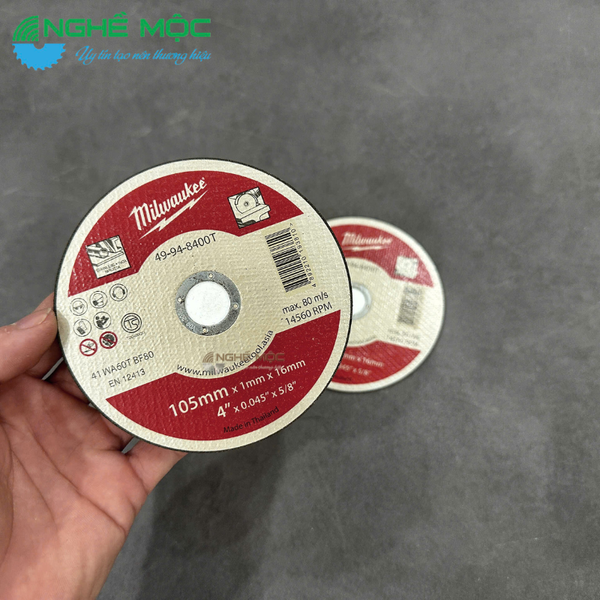 NGHỀ MỘC
Uy tín tạo nên thương hiệu
Milwaukee
49-94-8400T
max. 80 m/s
14560 RPM
41 WA60T BF80
EN 12413
www.milwaukeetool.asia
NGHỀ MỘC
105mm x 1mm x 16mm
4" x 0.045" x 5/8"
Made in Thailand
Milwaukee